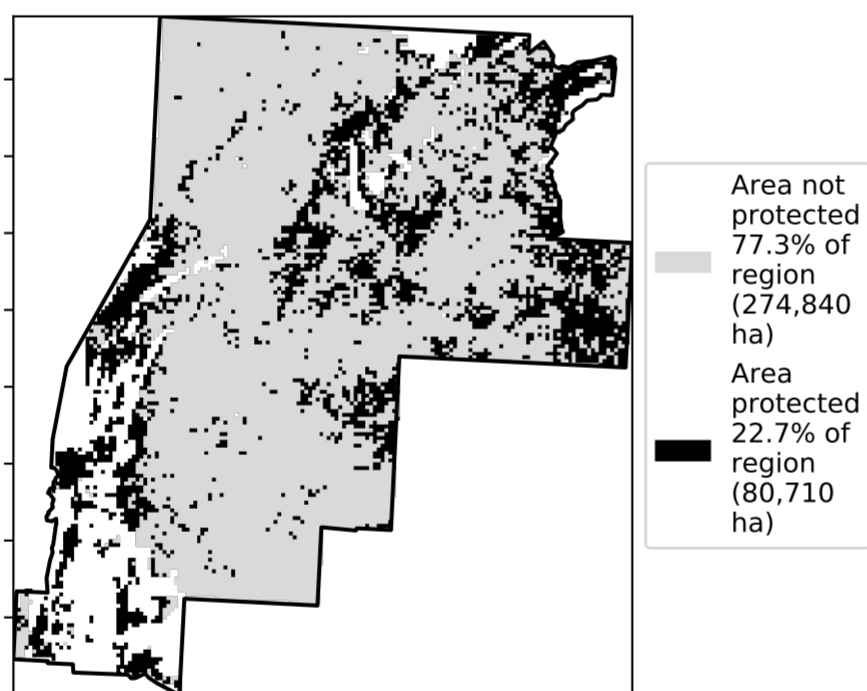 Area not
protected
77.3% of
region
(274,840
ha)
Area
protected
22.7% of
region
(80,710
ha)